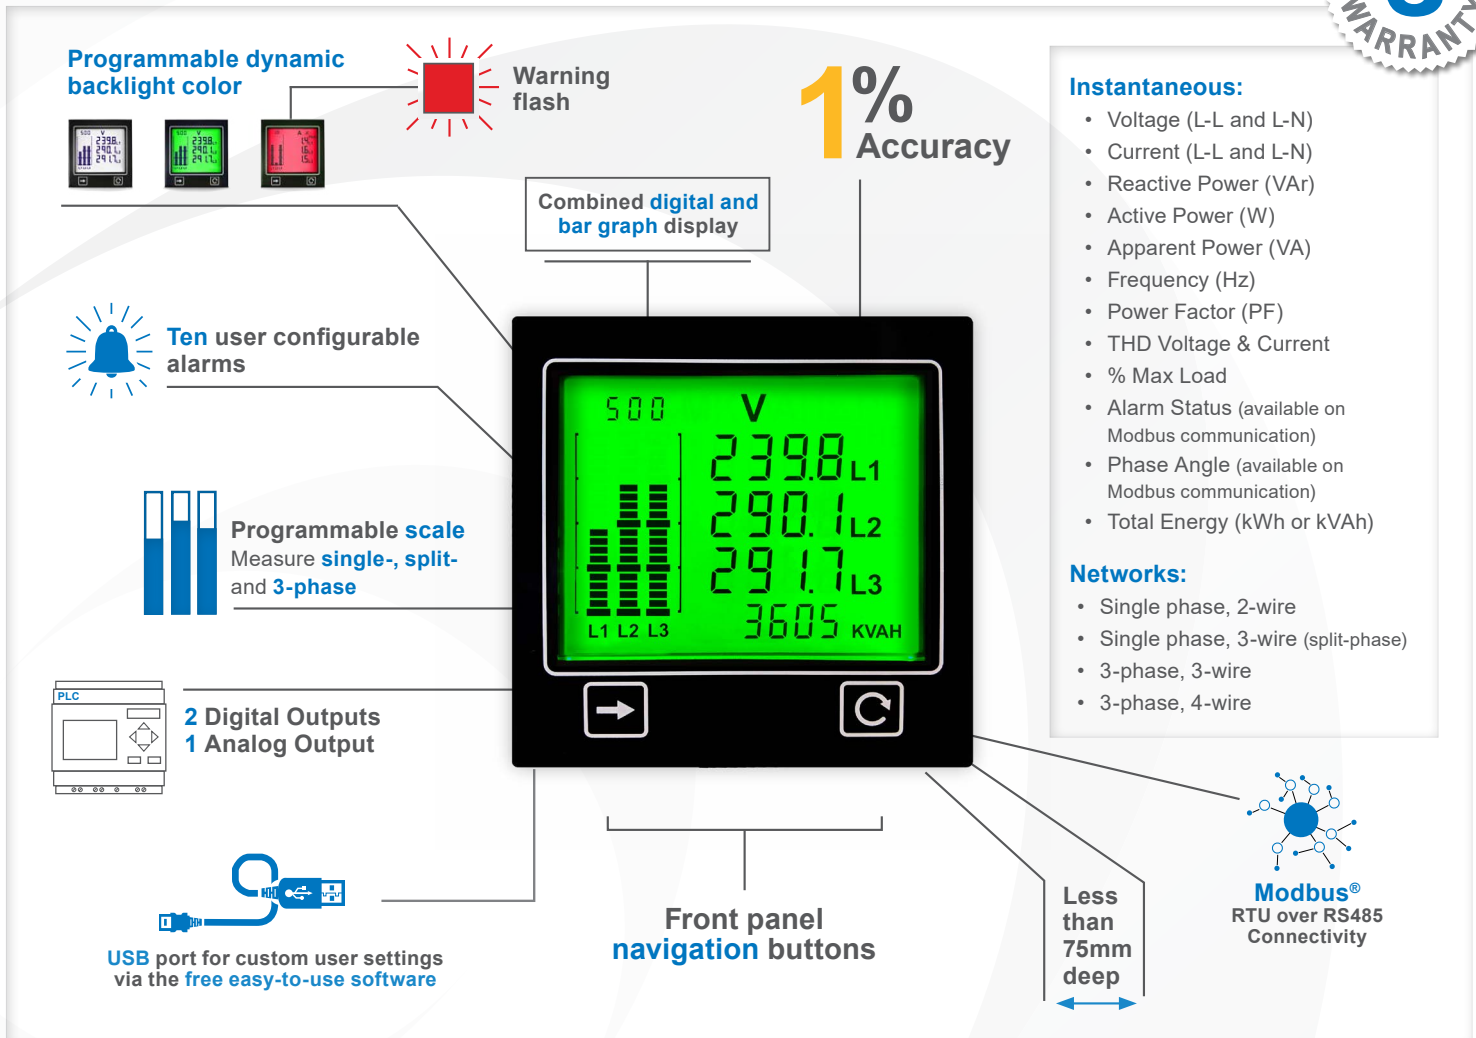 WARRANTY
Programmable dynamic
backlight color
Warning
flash
1%
Accuracy
Combined digital and
bar graph display
Ten user configurable
alarms
Programmable scale
Measure single-, split-
and 3-phase
PLC
2 Digital Outputs
1 Analog Output
USB port for custom user settings
via the free easy-to-use software
500 V
239.8 L1
290.1 L2
291.7 L3
L1 L2 L3 3605 KVAH
Front panel
navigation buttons
Less
than
75mm
deep
Instantaneous:
• Voltage (L-L and L-N)
• Current (L-L and L-N)
• Reactive Power (VAr)
• Active Power (W)
• Apparent Power (VA)
• Frequency (Hz)
• Power Factor (PF)
• THD Voltage & Current
• % Max Load
• Alarm Status (available on
Modbus communication)
• Phase Angle (available on
Modbus communication)
• Total Energy (kWh or kVAh)
Networks:
• Single phase, 2-wire
• Single phase, 3-wire (split-phase)
• 3-phase, 3-wire
• 3-phase, 4-wire
Modbus®
RTU over RS485
Connectivity